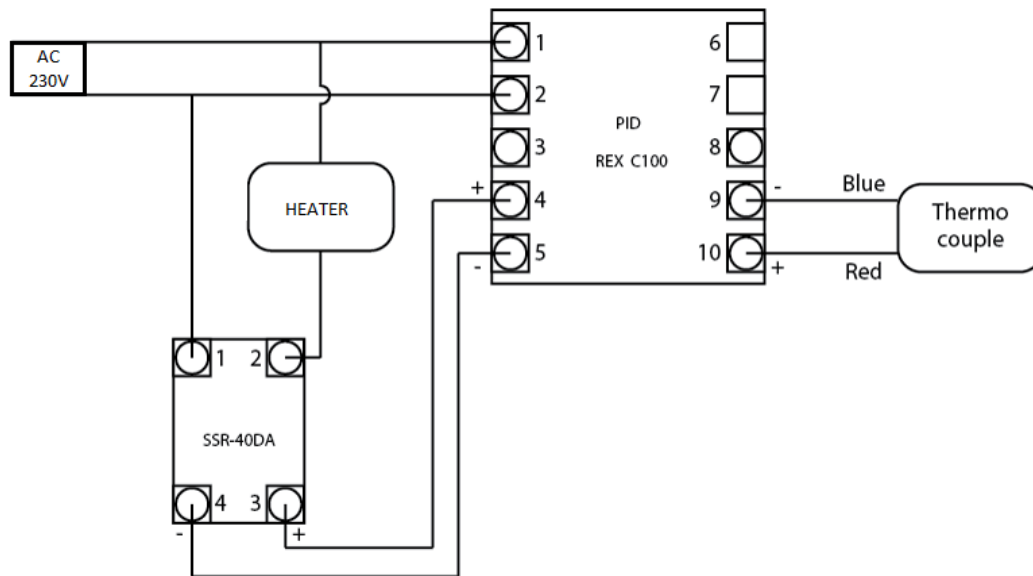 AC
230V
1
6
2
7
PID
3
REX C100
8
+
4
HEATER
9
-
Blue
Thermo
couple
5
-
10
+
Red
1
2
SSR-40DA
4
3
-
+